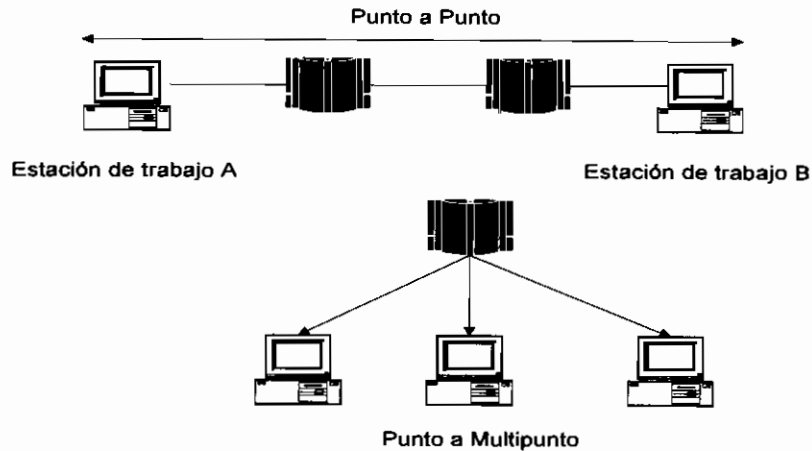 Punto a Punto
Estación de trabajo A
Estación de trabajo B
Punto a Multipunto